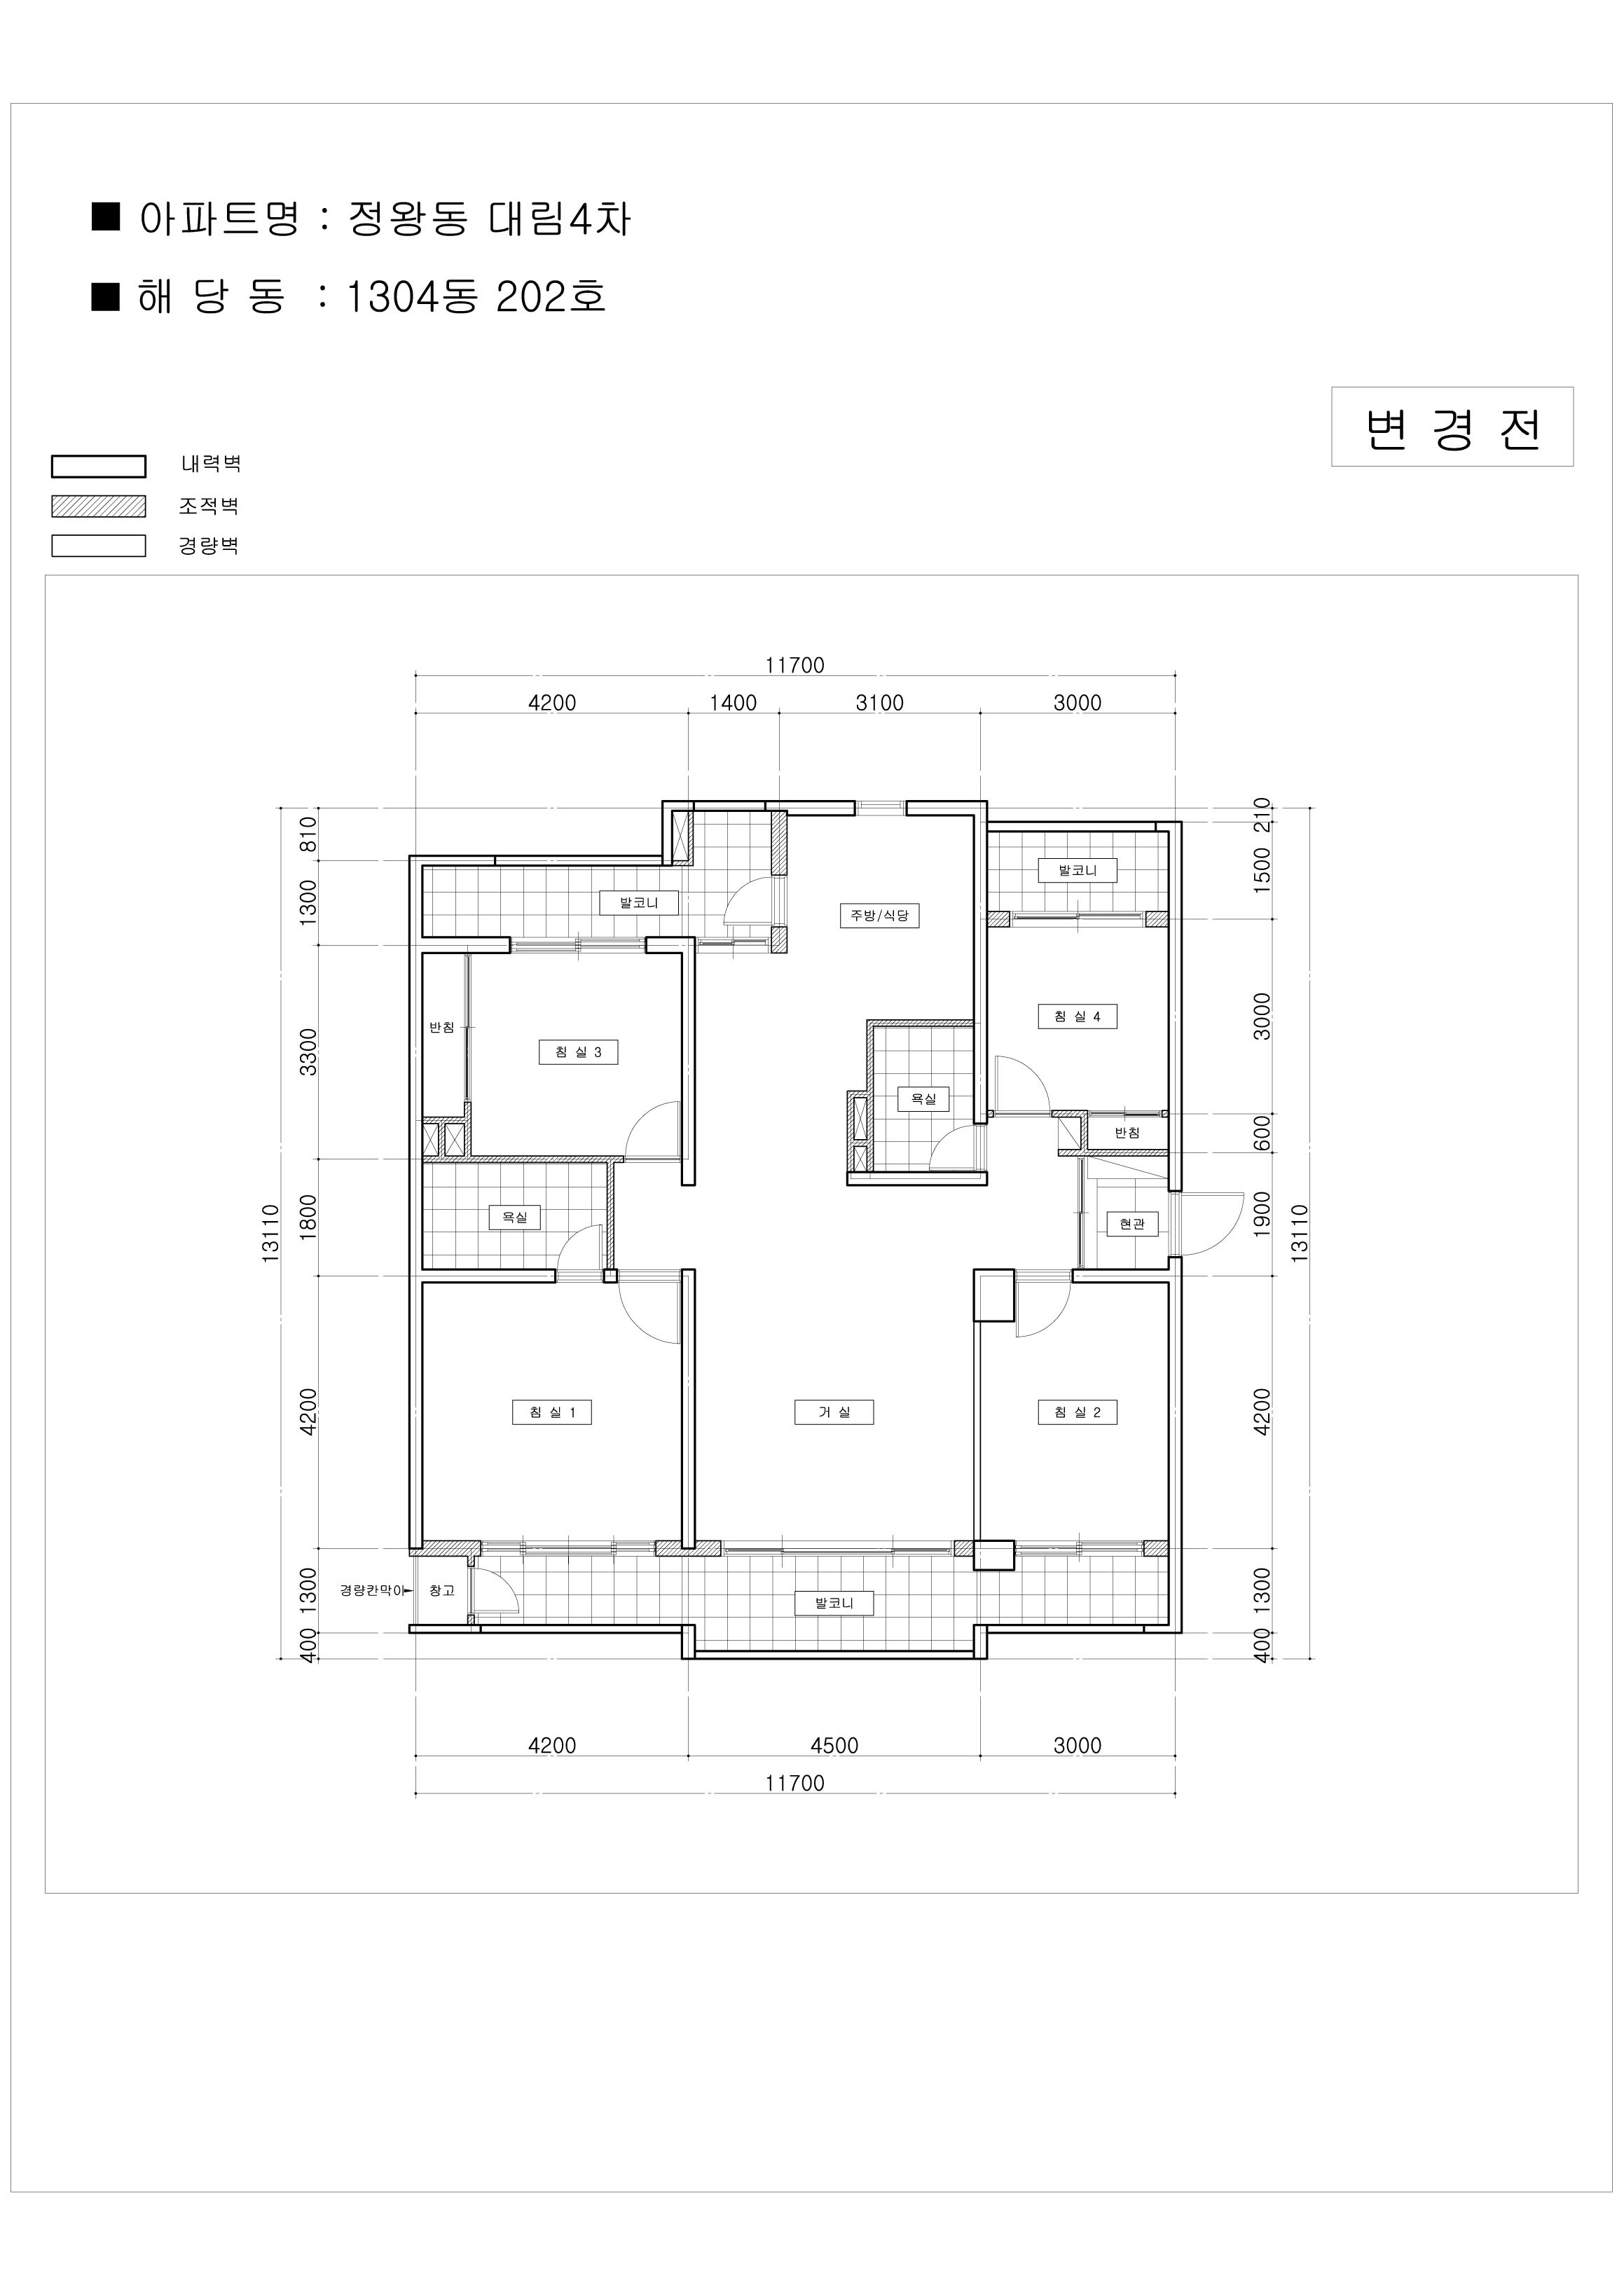 ■ 아파트명 : 정왕동 대림4차
■ 해 당 동 : 1304동 202호
변 경 전
내력벽
조적벽
경량벽
11700
4200 1400 3100 3000
810
1300
3300
1800
4200
1300
400
13110
210
1500
3000
600
1900
4200
1300
400
13110
발코니
발코니
주방/식당
침 실 4
반침
침 실 3
욕실
반침
욕실
현관
침 실 1
거 실
침 실 2
경량칸막이
창고
발코니
4200 4500 3000
11700